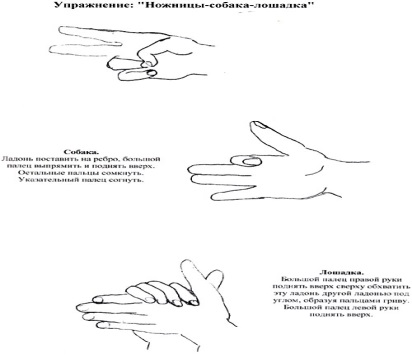 Упражнение: "Ножницы-собака-лошадка"
Собака.
Ладонь поставить на ребро, большой
палец выпрямить и поднять вверх.
Остальные пальцы сомкнуть.
Указательный палец согнуть.
Лошадка.
Большой палец правой руки
поднять вверх сверху обхватить
эту ладонь другой ладонью под
углом, образуя пальцами гриву.
Большой палец левой руки
поднять вверх.